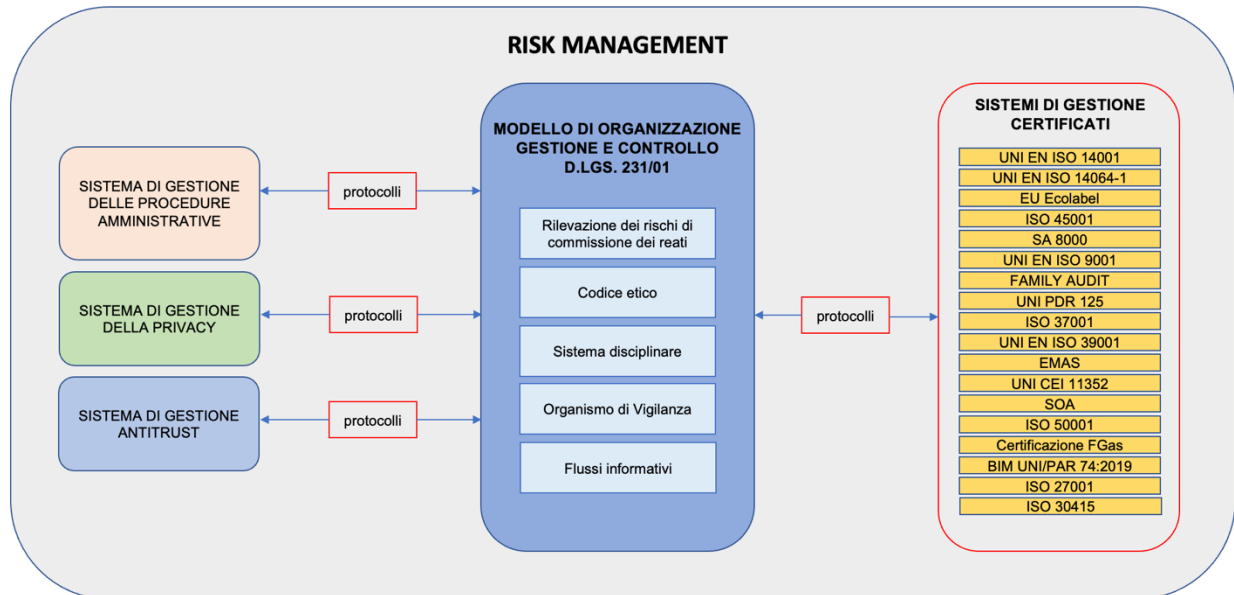 RISK MANAGEMENT
SISTEMA DI GESTIONE
DELLE PROCEDURE
AMMINISTRATIVE
protocolli
SISTEMA DI GESTIONE
DELLA PRIVACY
protocolli
SISTEMA DI GESTIONE
ANTITRUST
protocolli
MODELLO DI ORGANIZZAZIONE
GESTIONE E CONTROLLO
D.LGS. 231/01
Rilevazione dei rischi di
commissione dei reati
Codice etico
Sistema disciplinare
Organismo di Vigilanza
Flussi informativi
protocolli
SISTEMI DI GESTIONE
CERTIFICATI
UNI EN ISO 14001
UNI EN ISO 14064-1
EU Ecolabel
ISO 45001
SA 8000
UNI EN ISO 9001
FAMILY AUDIT
UNI PDR 125
ISO 37001
UNI EN ISO 39001
EMAS
UNI CEI 11352
SOA
ISO 50001
Certificazione FGas
BIM UNI/PAR 74:2019
ISO 27001
ISO 30415